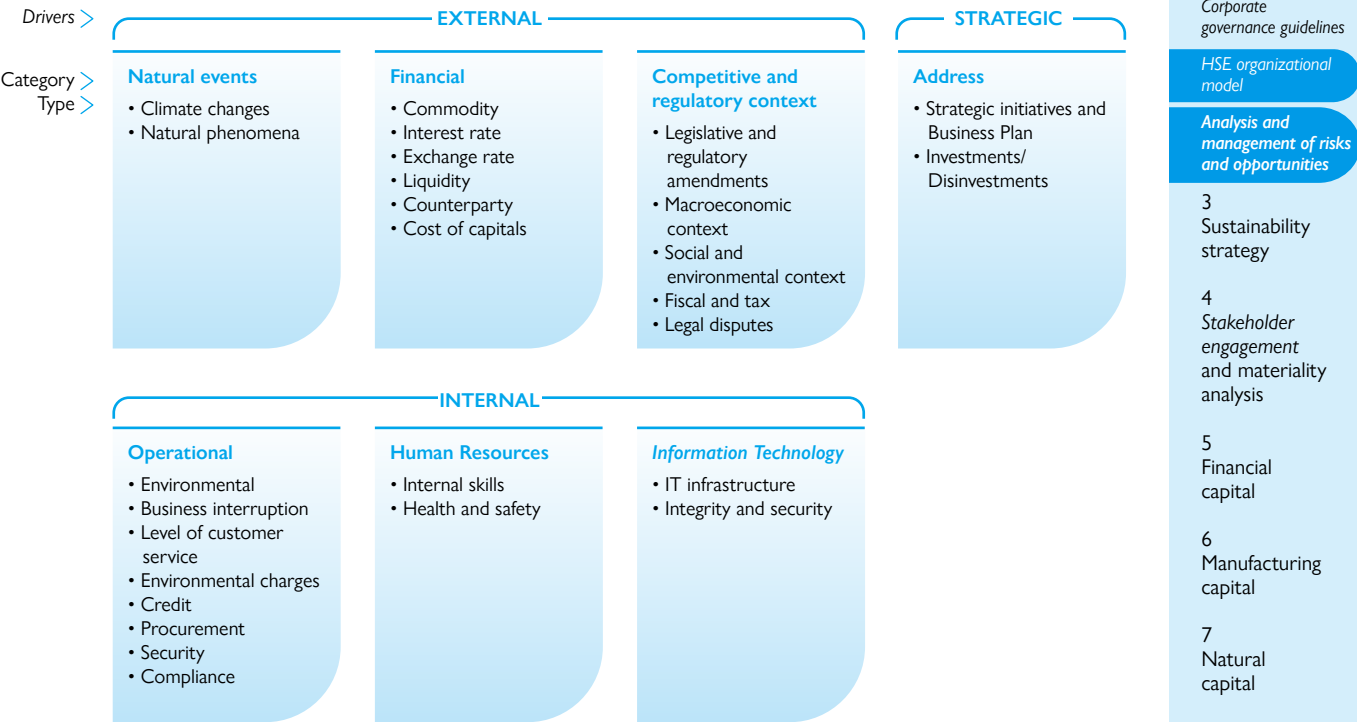 Drivers >
EXTERNAL
STRATEGIC
Category >
Type >
Natural events
• Climate changes
• Natural phenomena
Financial
• Commodity
• Interest rate
• Exchange rate
• Liquidity
• Counterparty
• Cost of capitals
Competitive and
regulatory context
• Legislative and
regulatory
amendments
• Macroeconomic
context
• Social and
environmental context
• Fiscal and tax
• Legal disputes
Address
• Strategic initiatives and
Business Plan
• Investments/
Disinvestments
INTERNAL
Operational
• Environmental
• Business interruption
• Level of customer
service
• Environmental charges
• Credit
• Procurement
• Security
• Compliance
Human Resources
• Internal skills
• Health and safety
Information Technology
• IT infrastructure
• Integrity and security
Corporate
governance guidelines
HSE organizational
model
Analysis and
management of risks
and opportunities
3
Sustainability
strategy
4
Stakeholder
engagement
and materiality
analysis
5
Financial
capital
6
Manufacturing
capital
7
Natural
capital